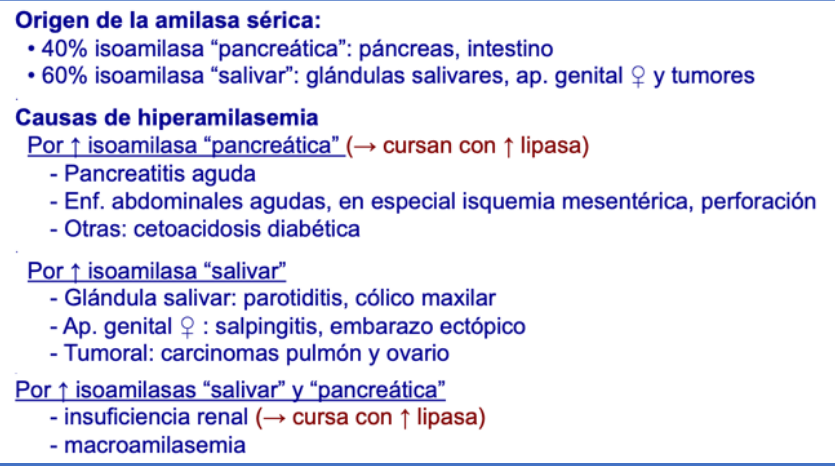 Origen de la amilasa sérica:
• 40% isoamilasa “pancreática”: páncreas, intestino
• 60% isoamilasa “salivar”: glándulas salivares, ap. genital ♀ y tumores
Causas de hiperamilasemia
Por ↑ isoamilasa “pancreática” (→ cursan con ↑ lipasa)
- Pancreatitis aguda
- Enf. abdominales agudas, en especial isquemia mesentérica, perforación
- Otras: cetoacidosis diabética
Por ↑ isoamilasa “salivar”
- Glándula salivar: parotiditis, cólico maxilar
- Ap. genital ♀ : salpingitis, embarazo ectópico
- Tumoral: carcinomas pulmón y ovario
Por ↑ isoamilasas “salivar” y “pancreática”
- insuficiencia renal (→ cursa con ↑ lipasa)
- macroamilasemia